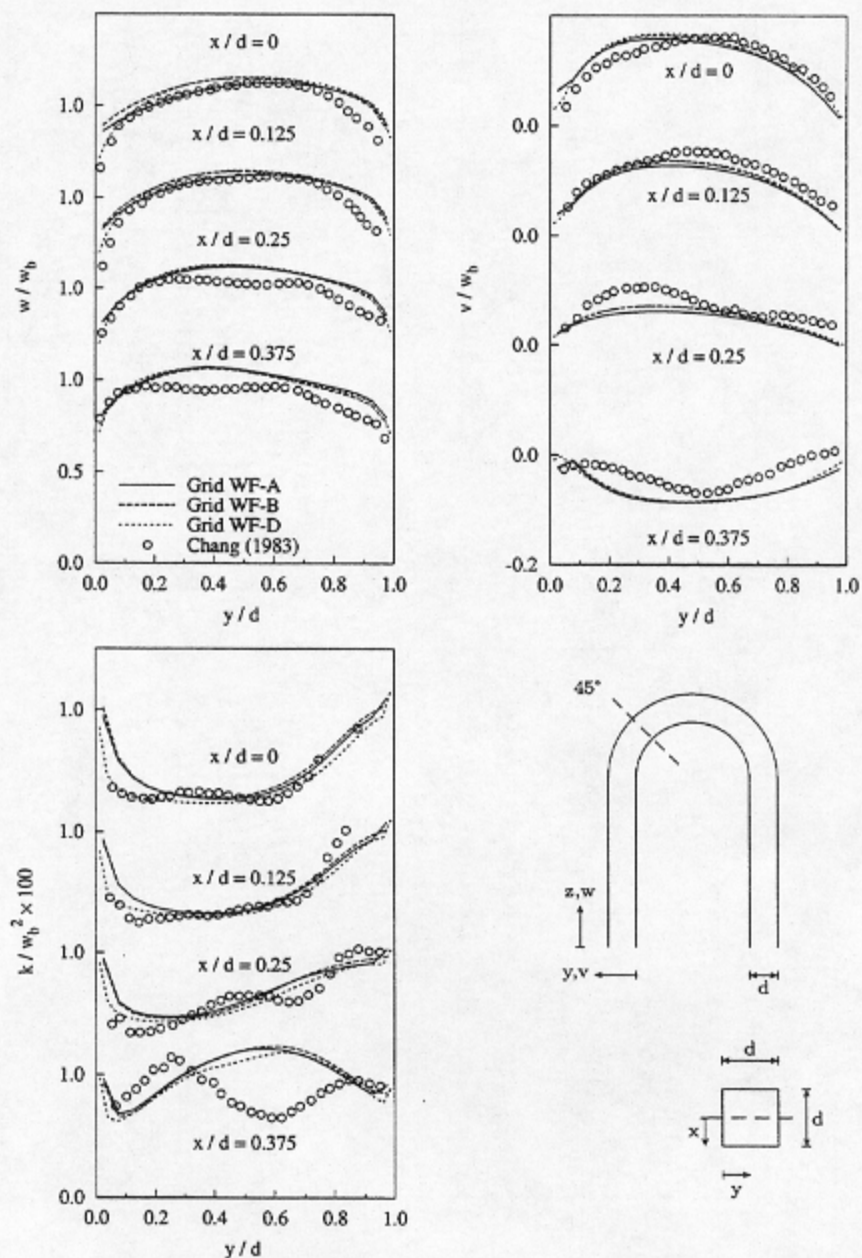 x / d = 0
1.0
x / d = 0.125
1.0
x / d = 0.25
1.0
x / d = 0.375
1.0
0.5
0.0
Grid WF-A
Grid WF-B
Grid WF-D
Chang (1983)
w / w_b
0.0 0.2 0.4 0.6 0.8 1.0
y / d
x / d = 0
0.0
x / d = 0.125
0.0
x / d = 0.25
0.0
x / d = 0.375
-0.2
v / w_b
0.0 0.2 0.4 0.6 0.8 1.0
y / d
1.0
x / d = 0
1.0
x / d = 0.125
1.0
x / d = 0.25
1.0
x / d = 0.375
0.0
k / w_b² × 100
0.0 0.2 0.4 0.6 0.8 1.0
y / d
45°
z,w
y,v
d
d
d
x
y